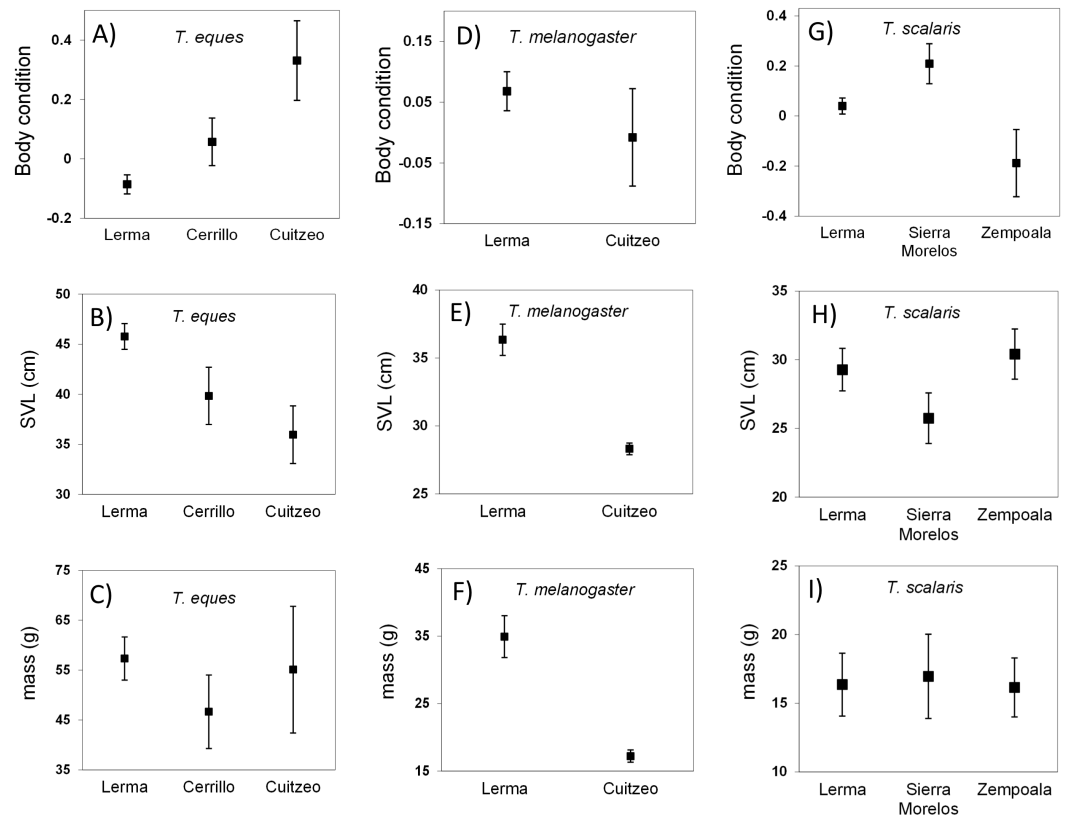 A)
T. eques
Body condition
0.4
0.2
0
-0.2
Lerma Cerrillo Cuitzeo
D)
T. melanogaster
Body condition
0.15
0.05
-0.05
-0.15
Lerma Cuitzeo
G)
T. scalaris
Body condition
0.4
0.2
0
-0.2
-0.4
Lerma Sierra Zempoala
Morelos
B)
T. eques
SVL (cm)
50
45
40
35
30
Lerma Cerrillo Cuitzeo
E)
T. melanogaster
SVL (cm)
40
35
30
25
Lerma Cuitzeo
H)
T. scalaris
SVL (cm)
35
30
25
20
Lerma Sierra Zempoala
Morelos
C)
T. eques
mass (g)
75
65
55
45
35
Lerma Cerrillo Cuitzeo
F)
T. melanogaster
mass (g)
45
35
25
15
Lerma Cuitzeo
I)
T. scalaris
mass (g)
25
20
15
10
Lerma Sierra Zempoala
Morelos